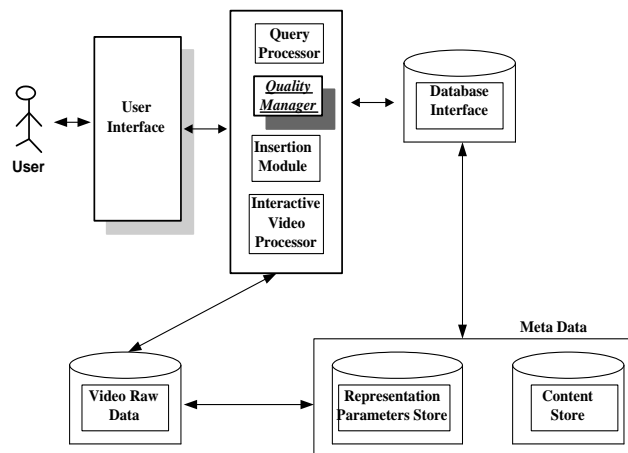 Query
Processor
Quality
Manager
Insertion
Module
Interactive
Video
Processor
User
Interface
User
Database
Interface
Meta Data
Video Raw
Data
Representation
Parameters Store
Content
Store